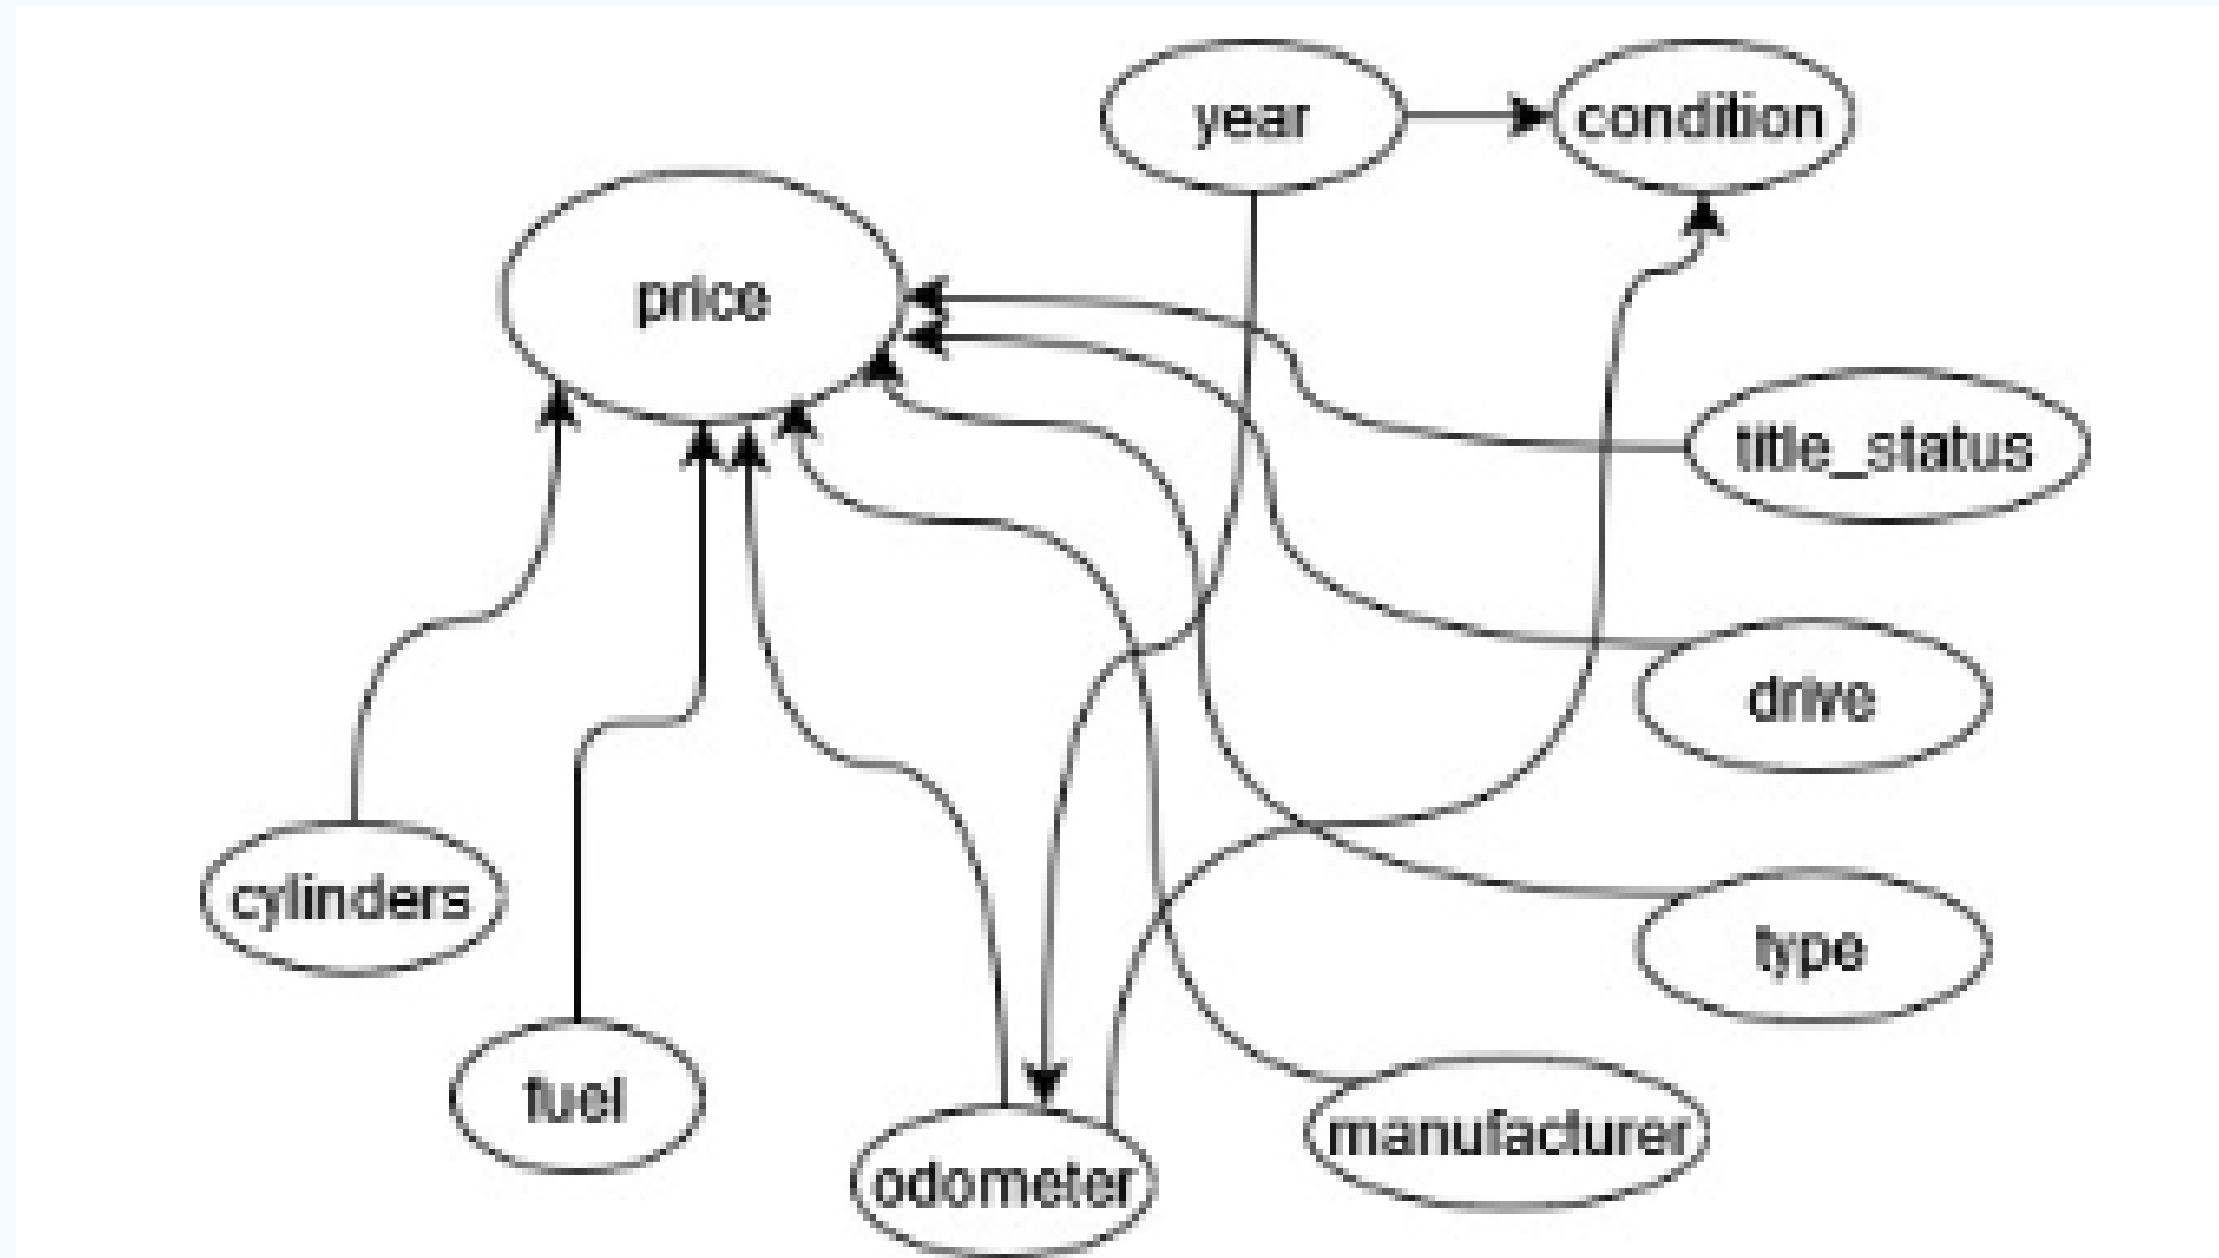 year
condition
price
title_status
drive
cylinders
type
fuel
manufacturer
odometer